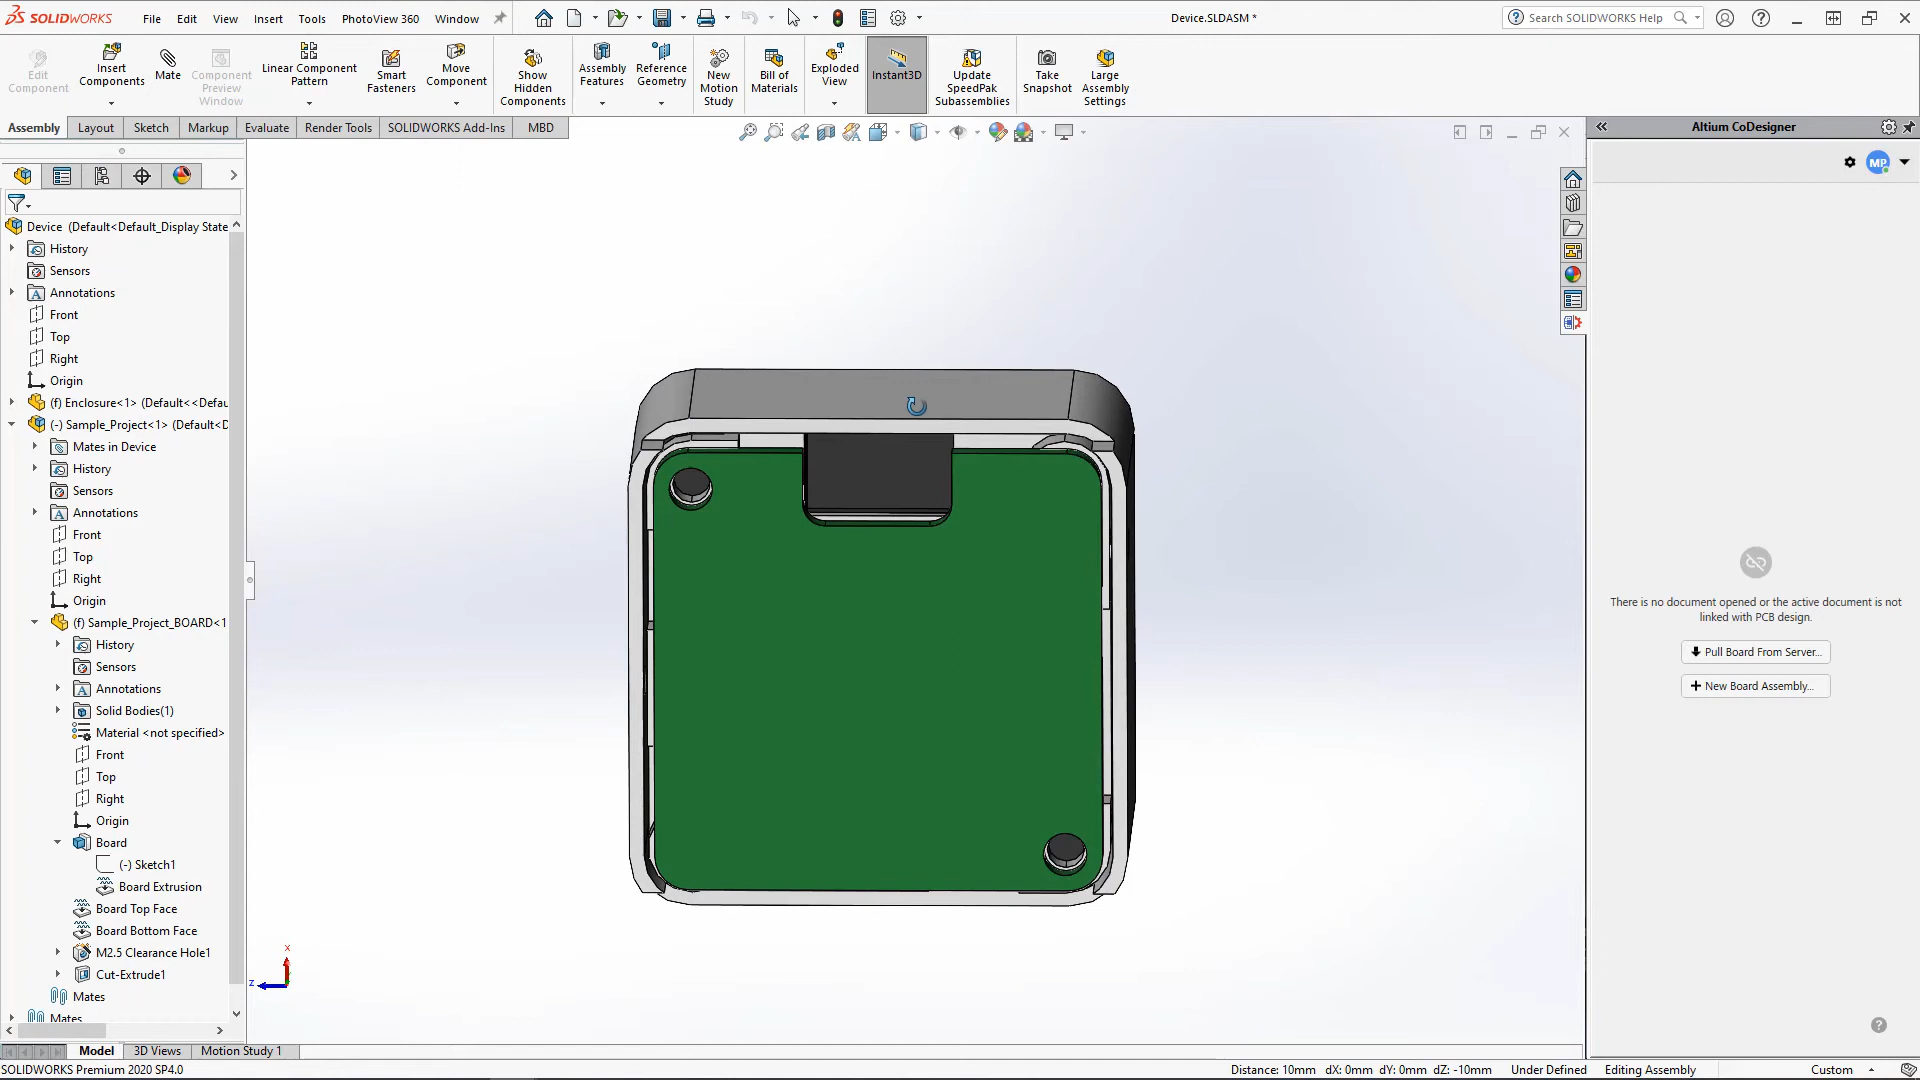 SOLIDWORKS
File Edit View Insert Tools PhotoView 360 Window
Device.SLDASM *
Search SOLIDWORKS Help
Edit Component
Insert Components
Mate
Component Preview Window
Linear Component Pattern
Smart Fasteners
Move Component
Show Hidden Components
Assembly Features
Reference Geometry
New Motion Study
Bill of Materials
Exploded View
Instant3D
Update SpeedPak Subassemblies
Take Snapshot
Large Assembly Settings
Assembly Layout Sketch Markup Evaluate Render Tools SOLIDWORKS Add-Ins MBD
Altium CoDesigner
MP
Device (Default<Default_Display State
History
Sensors
Annotations
Front
Top
Right
Origin
(f) Enclosure<1> (Default<<Defau
(-) Sample_Project<1> (Default<D
Mates in Device
History
Sensors
Annotations
Front
Top
Right
Origin
(f) Sample_Project_BOARD<1
History
Sensors
Annotations
Solid Bodies(1)
Material <not specified>
Front
Top
Right
Origin
Board
(-) Sketch1
Board Extrusion
Board Top Face
Board Bottom Face
M2.5 Clearance Hole1
Cut-Extrude1
Mates
Mates
x
z
There is no document opened or the active document is not
linked with PCB design.
Pull Board From Server...
New Board Assembly...
Model 3D Views Motion Study 1
SOLIDWORKS Premium 2020 SP4.0
Distance: 10mm dX: 0mm dY: 0mm dZ: -10mm Under Defined Editing Assembly Custom